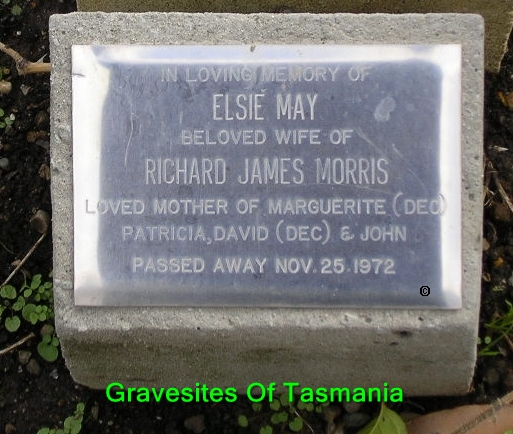 IN LOVING MEMORY OF
ELSIE MAY
BELOVED WIFE OF
RICHARD JAMES MORRIS
LOVED MOTHER OF MARGUERITE (DEC)
PATRICIA, DAVID (DEC) & JOHN
PASSED AWAY NOV. 25. 1972
©
Gravesites Of Tasmania